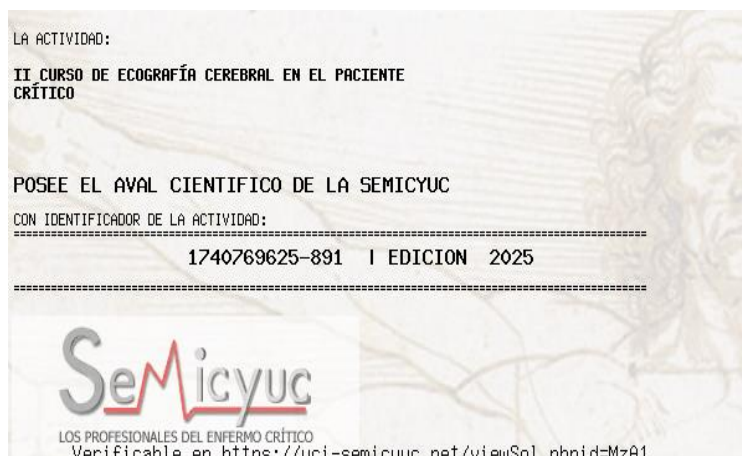 LA ACTIVIDAD:
II CURSO DE ECOGRAFÍA CEREBRAL EN EL PACIENTE
CRÍTICO
POSEE EL AVAL CIENTIFICO DE LA SEMICYUC
CON IDENTIFICADOR DE LA ACTIVIDAD:
1740769625-891 I EDICION 2025
SEMICYUC
LOS PROFESIONALES DEL ENFERMO CRÍTICO
Verificable en https://uci-semicyuc.net/viewSol.phpid=MzA1